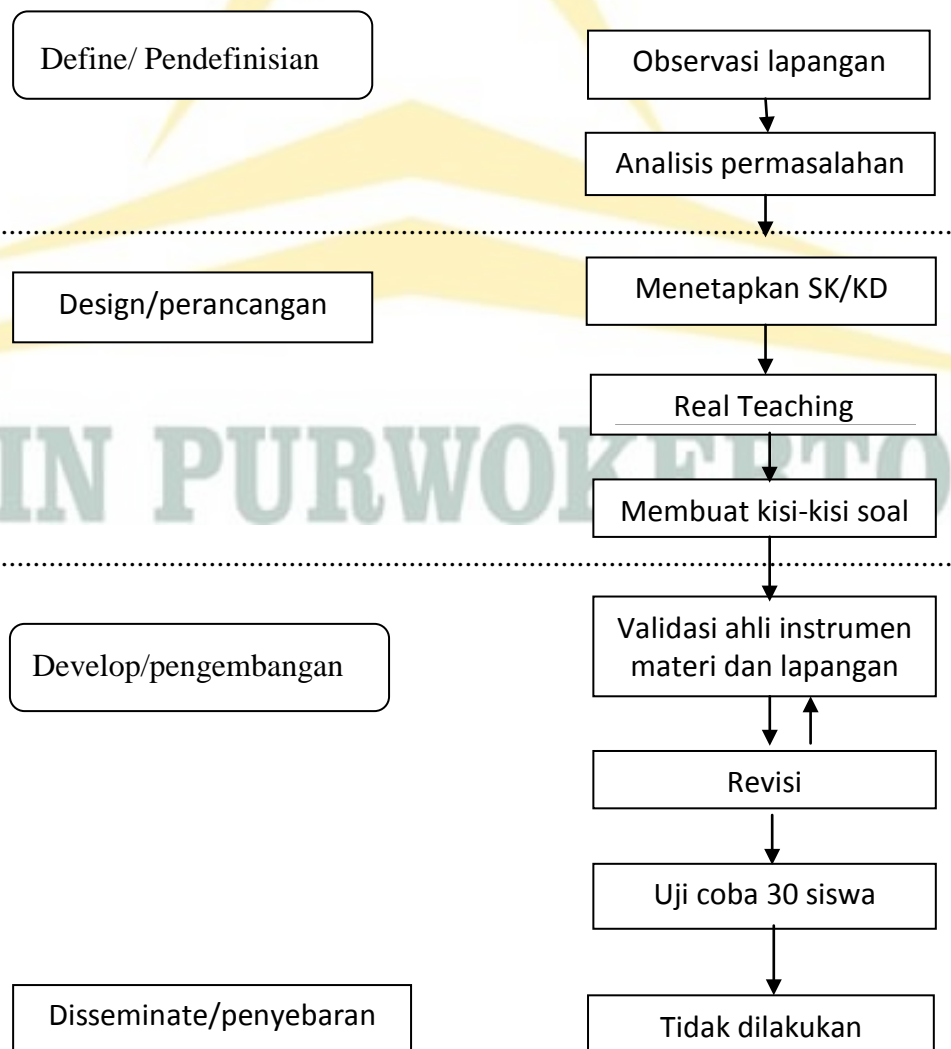 Define/ Pendefinisian
Observasi lapangan
Analisis permasalahan
Design/perancangan
Menetapkan SK/KD
Real Teaching
IN PURWOKERTO
Membuat kisi-kisi soal
Develop/pengembangan
Validasi ahli instrumen
materi dan lapangan
Revisi
Uji coba 30 siswa
Disseminate/penyebaran
Tidak dilakukan